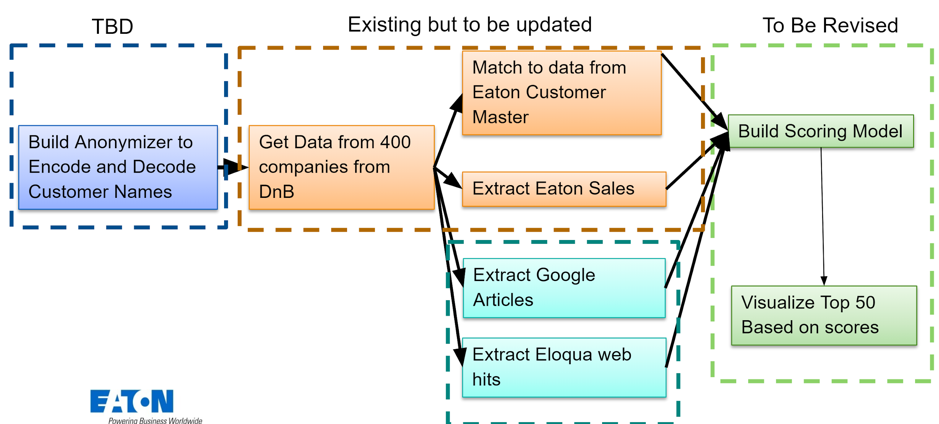 TBD
Existing but to be updated
To Be Revised
Build Anonymizer to
Encode and Decode
Customer Names
Get Data from 400
companies from
DnB
Match to data from
Eaton Customer
Master
Extract Eaton Sales
Extract Google
Articles
Extract Eloqua web
hits
Build Scoring Model
Visualize Top 50
Based on scores
EATON
Powering Business Worldwide